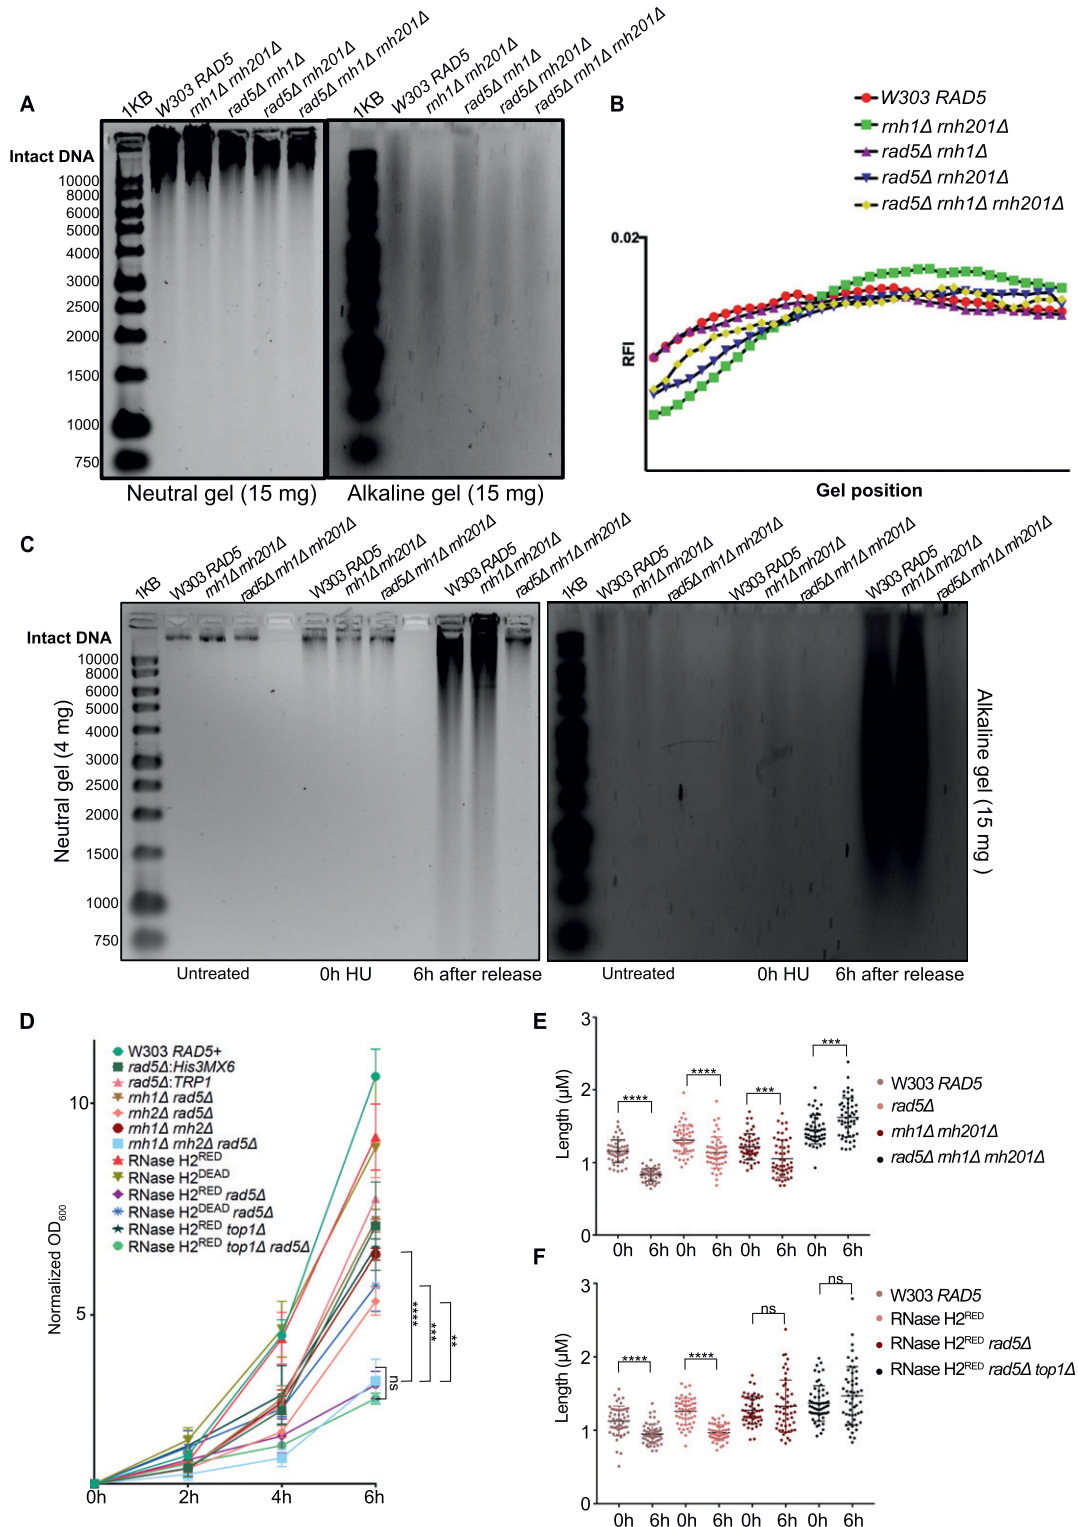 A
1KB
W303 RAD5
rnh1Δ rnh201Δ
rad5Δ rnh1Δ
rad5Δ rnh201Δ
rad5Δ rnh1Δ rnh201Δ
1KB
W303 RAD5
rnh1Δ rnh201Δ
rad5Δ rnh1Δ
rad5Δ rnh201Δ
rad5Δ rnh1Δ rnh201Δ
Intact DNA
10000
8000
6000
5000
4000
3000
2500
2000
1500
1000
750
Neutral gel (15 mg)
Alkaline gel (15 mg)
B
W303 RAD5
rnh1Δ rnh201Δ
rad5Δ rnh1Δ
rad5Δ rnh201Δ
rad5Δ rnh1Δ rnh201Δ
0.02
RFI
Gel position
C
1KB
W303 RAD5
rnh1Δ rnh201Δ
rad5Δ rnh1Δ rnh201Δ
W303 RAD5
rnh1Δ rnh201Δ
rad5Δ rnh1Δ rnh201Δ
W303 RAD5
rnh1Δ rnh201Δ
rad5Δ rnh1Δ rnh201Δ
1KB
W303 RAD5
rnh1Δ rnh201Δ
rad5Δ rnh1Δ rnh201Δ
W303 RAD5
rnh1Δ rnh201Δ
rad5Δ rnh1Δ rnh201Δ
W303 RAD5
rnh1Δ rnh201Δ
rad5Δ rnh1Δ rnh201Δ
Intact DNA
10000
8000
6000
5000
4000
3000
2500
2000
1500
1000
750
Neutral gel (4 mg)
Alkaline gel (15 mg )
Untreated
0h HU
6h after release
Untreated
0h HU
6h after release
D
W303 RAD5+
rad5Δ:His3MX6
rad5Δ:TRP1
rnh1Δ rad5Δ
rnh2Δ rad5Δ
rnh1Δ rnh2Δ
rnh1Δ rnh2Δ rad5Δ
RNase H2RED
RNase H2DEAD
RNase H2RED rad5Δ
RNase H2DEAD rad5Δ
RNase H2RED top1Δ
RNase H2RED top1Δ rad5Δ
Normalized OD600
10
5
0h
2h
4h
6h
****
***
**
ns
E
3
2
1
0
Length (µM)
****
****
***
***
0h
6h
0h
6h
0h
6h
0h
6h
W303 RAD5
rad5Δ
rnh1Δ rnh201Δ
rad5Δ rnh1Δ rnh201Δ
F
3
2
1
0
Length (µM)
****
****
ns
ns
0h
6h
0h
6h
0h
6h
0h
6h
W303 RAD5
RNase H2RED
RNase H2RED rad5Δ
RNase H2RED rad5Δ top1Δ